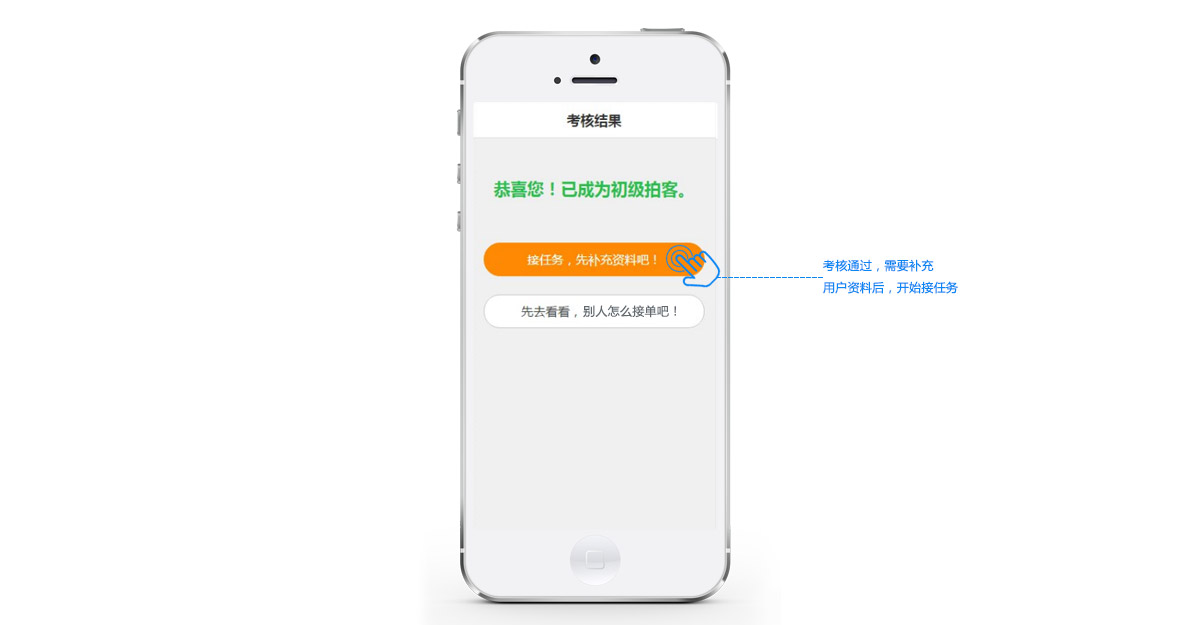 考核结果
恭喜您！已成为初级拍客。
接任务，先补充资料吧！
先去看看，别人怎么接单吧！
考核通过，需要补充
用户资料后，开始接任务